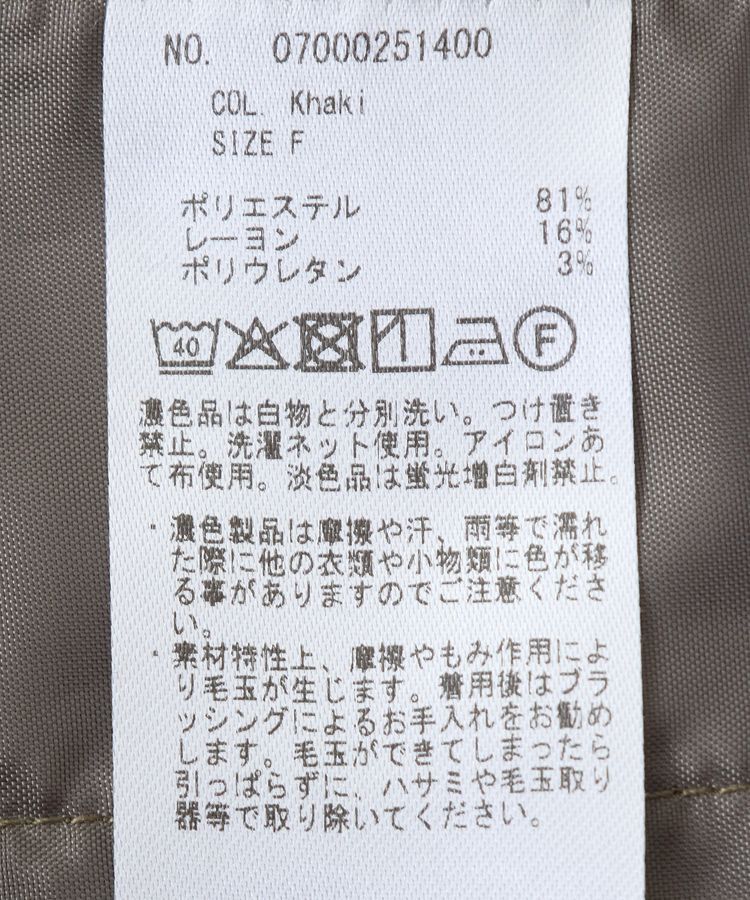 NO. 07000251400
COL. Khaki
SIZE F
ポリエステル 81%
レーヨン 16%
ポリウレタン 3%
40 F
濃色品は白物と分別洗い。つけ置き
禁止。洗濯ネット使用。アイロンあ
て布使用。淡色品は蛍光増白剤禁止。
・濃色製品は摩擦や汗、雨等で濡れ
た際に他の衣類や小物類に色が移
る事がありますのでご注意くださ
い。
・素材特性上、摩擦やもみ作用によ
り毛玉が生じます。着用後はブラ
ッシングによるお手入れをお勧め
します。毛玉ができてしまったら
引っぱらずに、ハサミや毛玉取り
器等で取り除いてください。